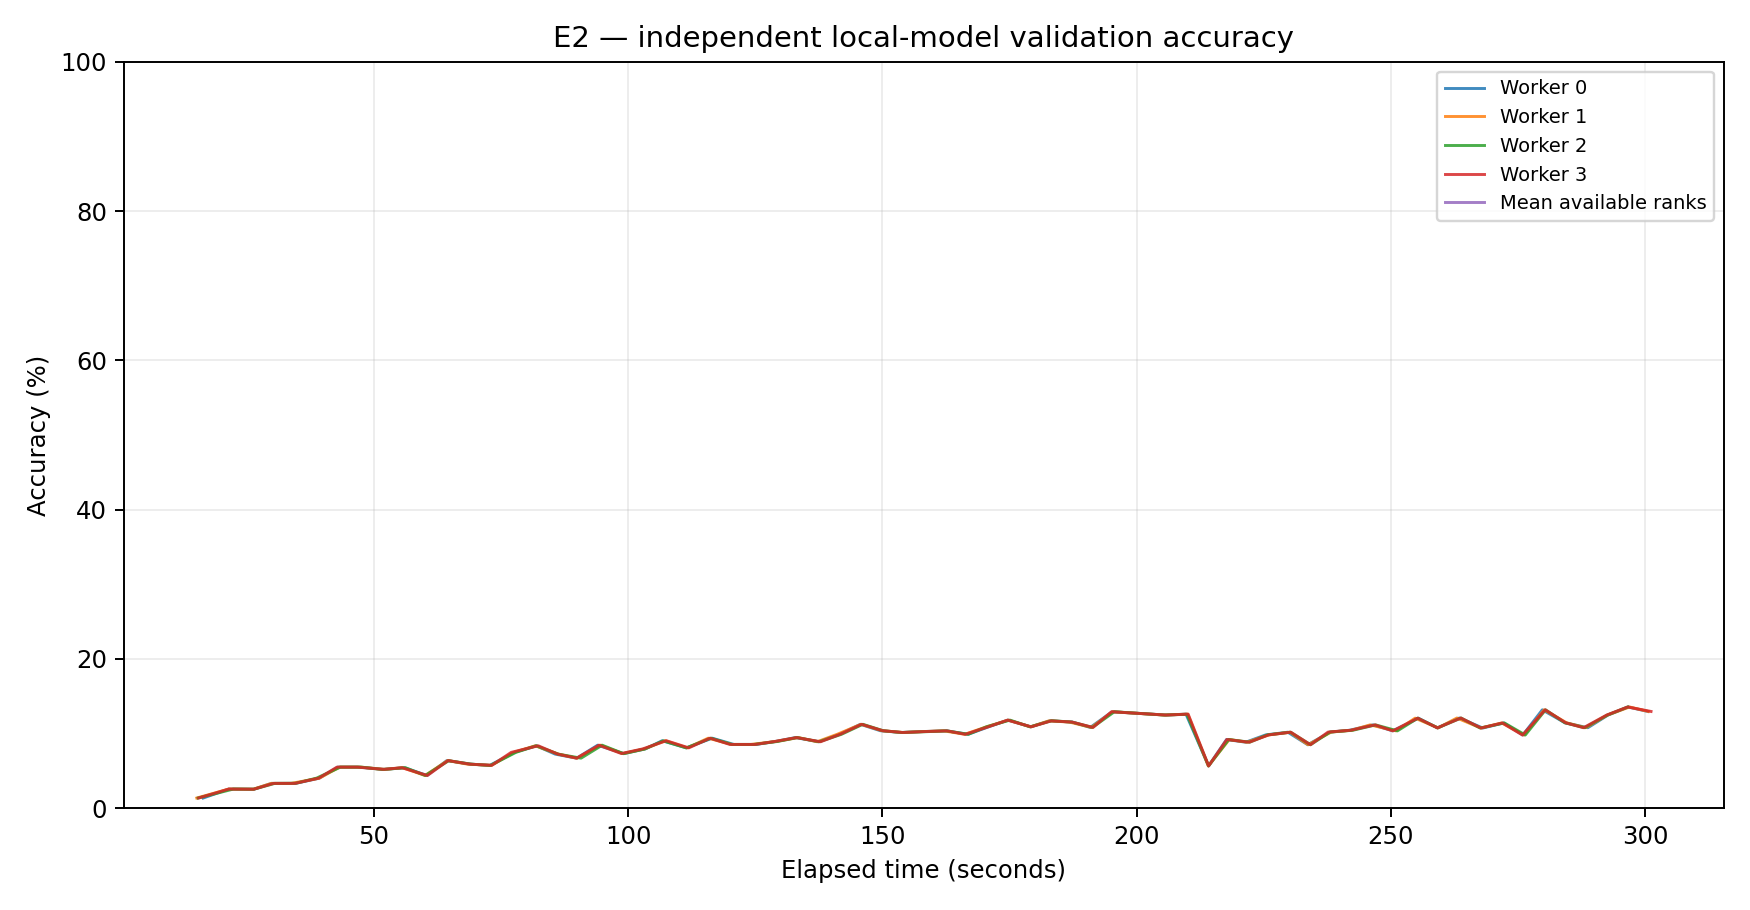 E2 — independent local-model validation accuracy
100
80
60
40
20
0
Accuracy (%)
Worker 0
Worker 1
Worker 2
Worker 3
Mean available ranks
50
100
150
200
250
300
Elapsed time (seconds)